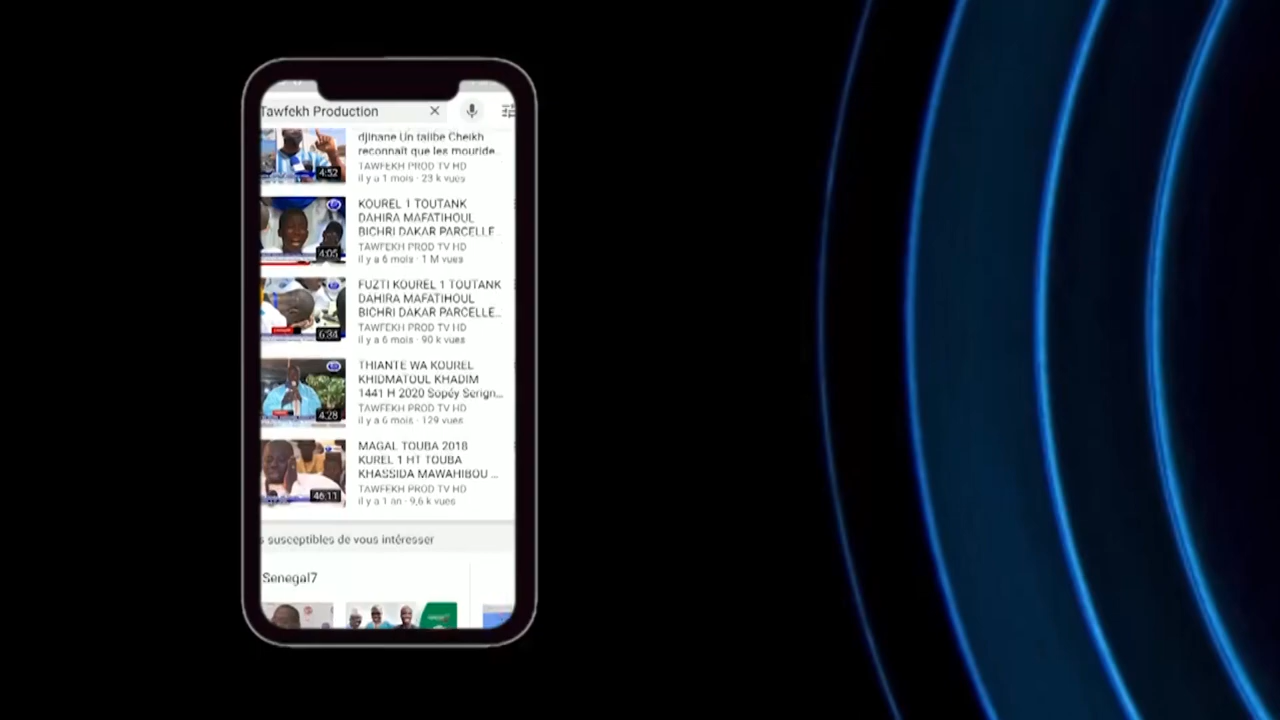 Tawfekh Production
djinane Un talibe Cheikh
reconnaît que les mouride..
TAWFEKH PROD TV HD
il y a 1 mois · 23 k vues
4:52
KOUREL 1 TOUTANK
DAHIRA MAFATIHOUL
BICHRI DAKAR PARCELLE..
TAWFEKH PROD TV HD
il y a 6 mois · 1 M vues
4:05
FUZTI KOUREL 1 TOUTANK
DAHIRA MAFATIHOUL
BICHRI DAKAR PARCELLE...
TAWFEKH PROD TV HD
il y a 6 mois · 90 k vues
6:34
THIANTE WA KOUREL
KHIDMATOUL KHADIM
1441 H 2020 Sopéy Serign...
TAWFEKH PROD TV HD
il y a 6 mois · 129 vues
4:28
MAGAL TOUBA 2018
KUREL 1 HT TOUBA
KHASSIDA MAWAHIBOU ...
TAWFEKH PROD TV HD
il y a 1 an · 9,6 k vues
46:11
s susceptibles de vous intéresser
Senegal7